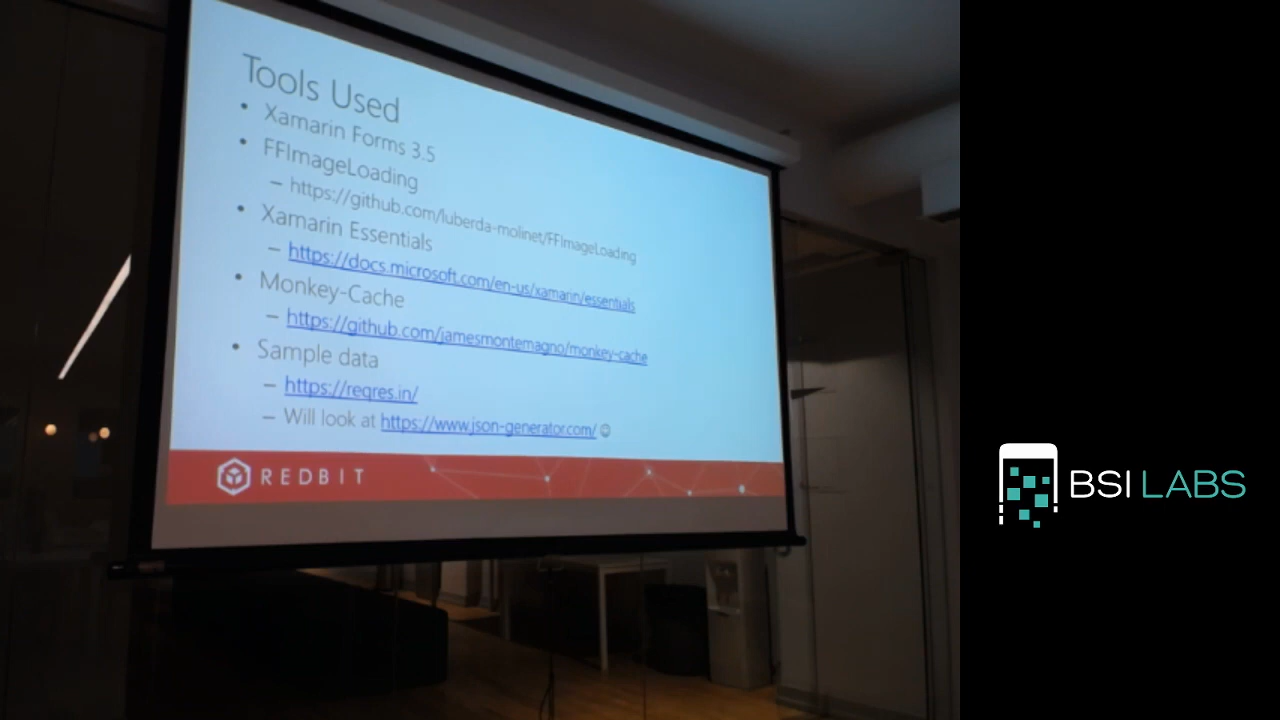 Tools Used
• Xamarin Forms 3.5
• FFImageLoading
– https://github.com/luberda-molinet/FFImageLoading
• Xamarin Essentials
– https://docs.microsoft.com/en-us/xamarin/essentials
• Monkey-Cache
– https://github.com/jamesmontemagno/monkey-cache
• Sample data
– https://reqres.in/
– Will look at https://www.json-generator.com/ ☺
REDBIT
BSI LABS